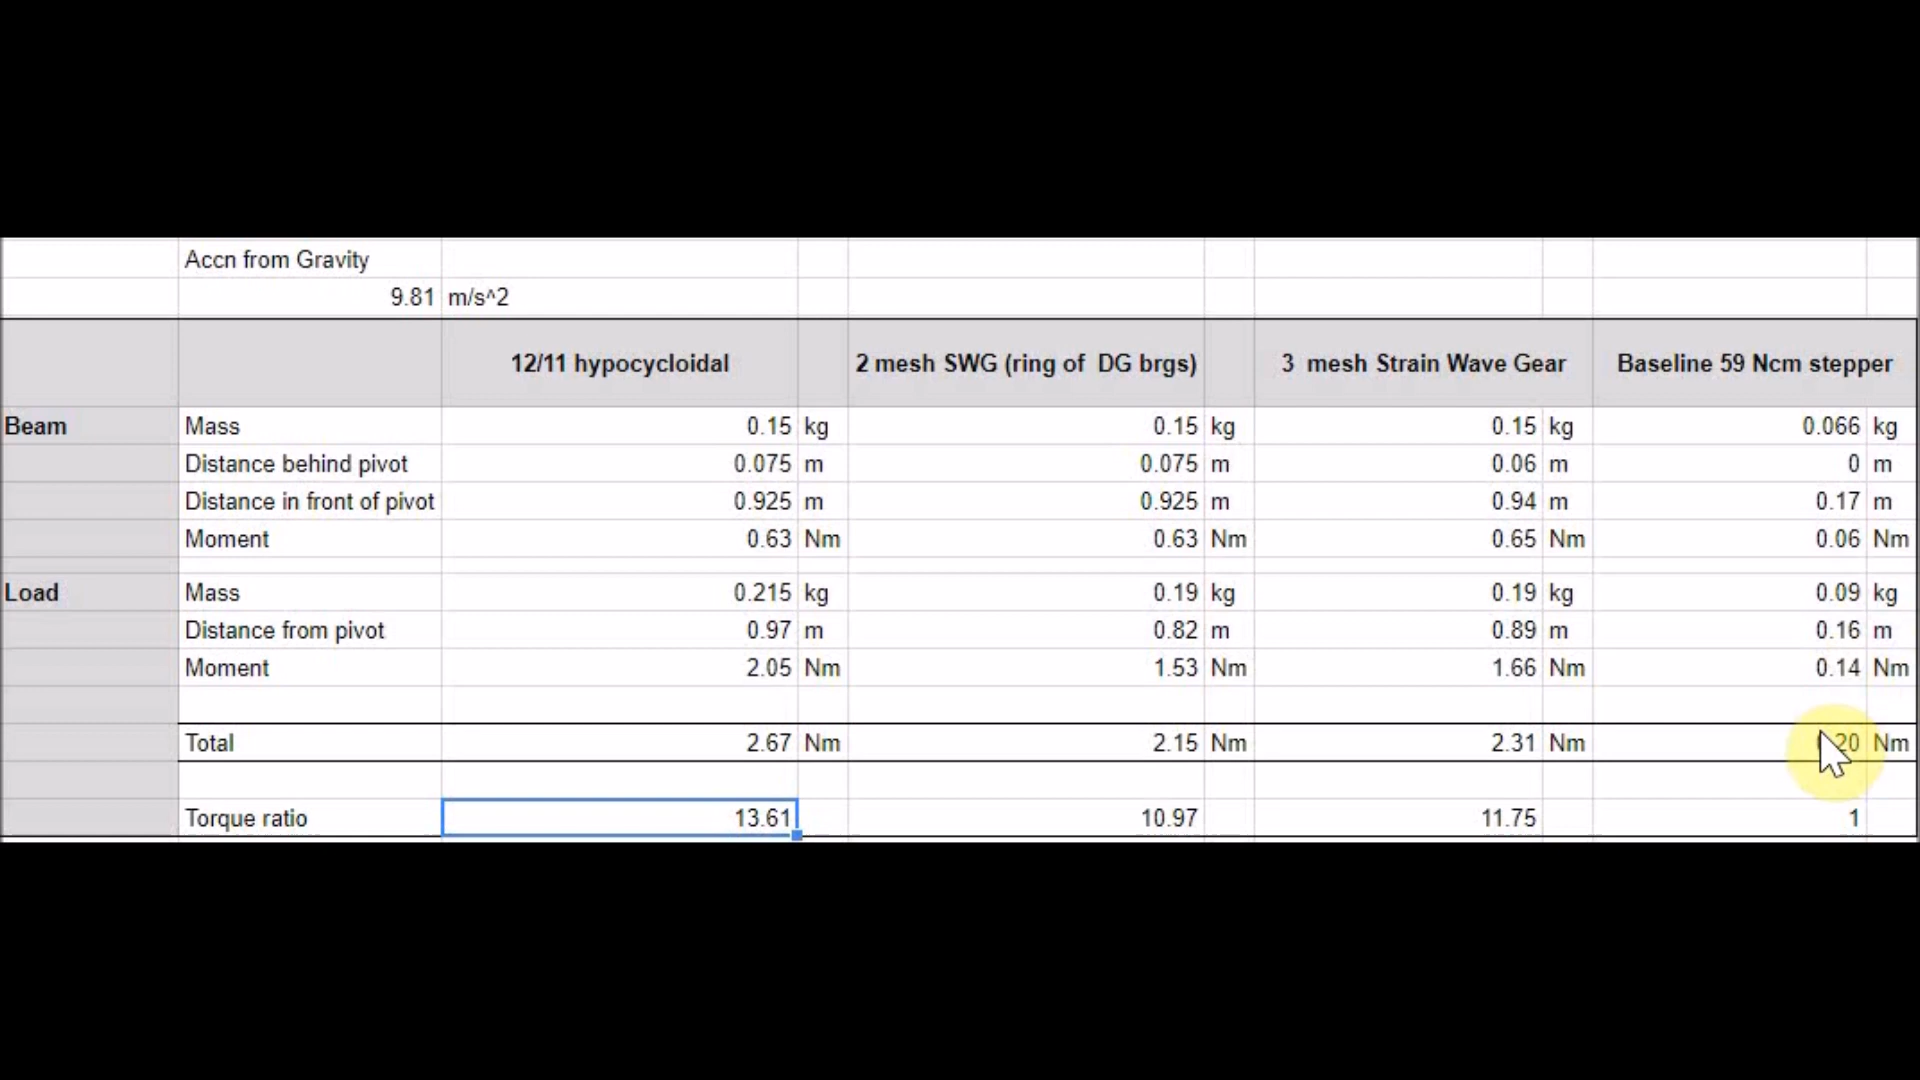 Accn from Gravity
9.81 m/s^2
12/11 hypocycloidal 2 mesh SWG (ring of DG brgs) 3 mesh Strain Wave Gear Baseline 59 Ncm stepper
Beam Mass 0.15 kg 0.15 kg 0.15 kg 0.066 kg
Distance behind pivot 0.075 m 0.075 m 0.06 m 0 m
Distance in front of pivot 0.925 m 0.925 m 0.94 m 0.17 m
Moment 0.63 Nm 0.63 Nm 0.65 Nm 0.06 Nm
Load Mass 0.215 kg 0.19 kg 0.19 kg 0.09 kg
Distance from pivot 0.97 m 0.82 m 0.89 m 0.16 m
Moment 2.05 Nm 1.53 Nm 1.66 Nm 0.14 Nm
Total 2.67 Nm 2.15 Nm 2.31 Nm Nm
Torque ratio 13.61 10.97 11.75 1